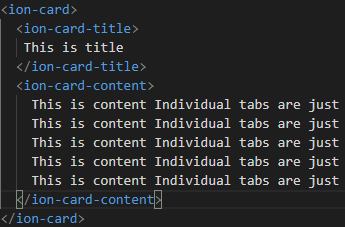 <ion-card>
<ion-card-title>
This is title
</ion-card-title>
<ion-card-content>
This is content Individual tabs are just
This is content Individual tabs are just
This is content Individual tabs are just
This is content Individual tabs are just
This is content Individual tabs are just
</ion-card-content>
</ion-card>